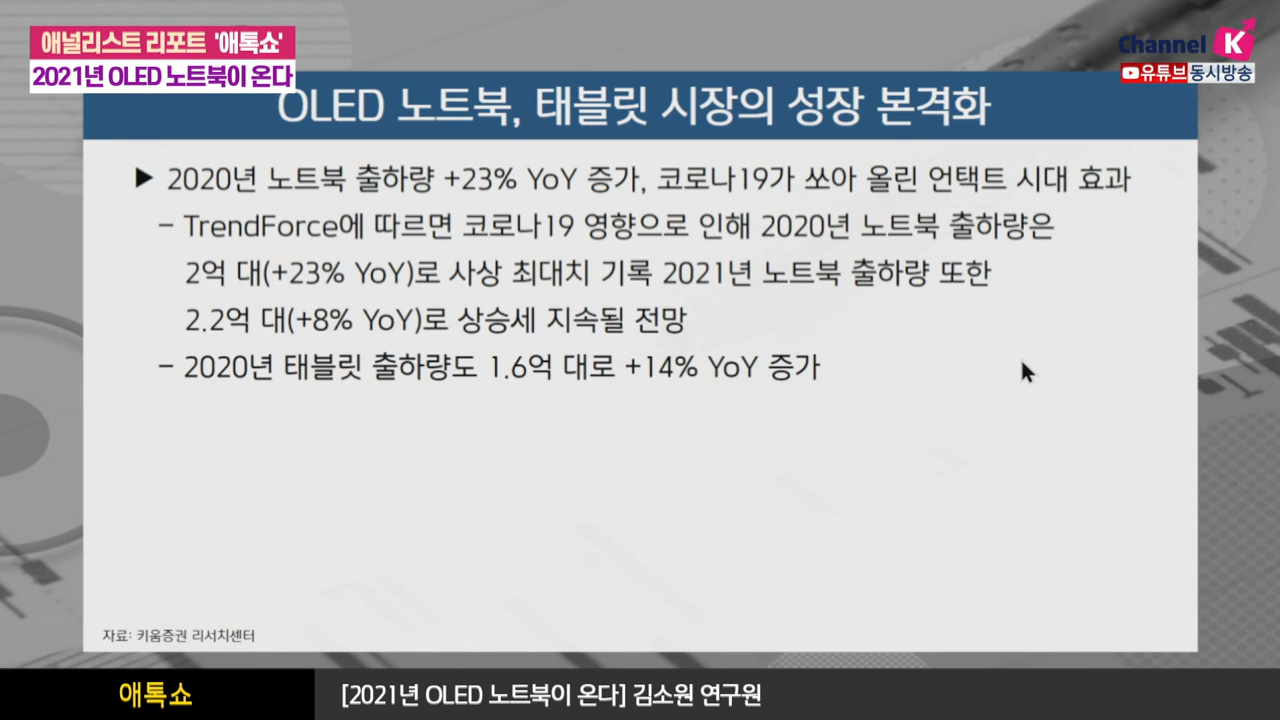 애널리스트 리포트 '애톡쇼'
2021년 OLED 노트북이 온다
Channel K
유튜브동시방송
OLED 노트북, 태블릿 시장의 성장 본격화
▶ 2020년 노트북 출하량 +23% YoY 증가, 코로나19가 쏘아 올린 언택트 시대 효과
– TrendForce에 따르면 코로나19 영향으로 인해 2020년 노트북 출하량은
2억 대(+23% YoY)로 사상 최대치 기록 2021년 노트북 출하량 또한
2.2억 대(+8% YoY)로 상승세 지속될 전망
– 2020년 태블릿 출하량도 1.6억 대로 +14% YoY 증가
자료: 키움증권 리서치센터
애톡쇼
[2021년 OLED 노트북이 온다] 김소원 연구원